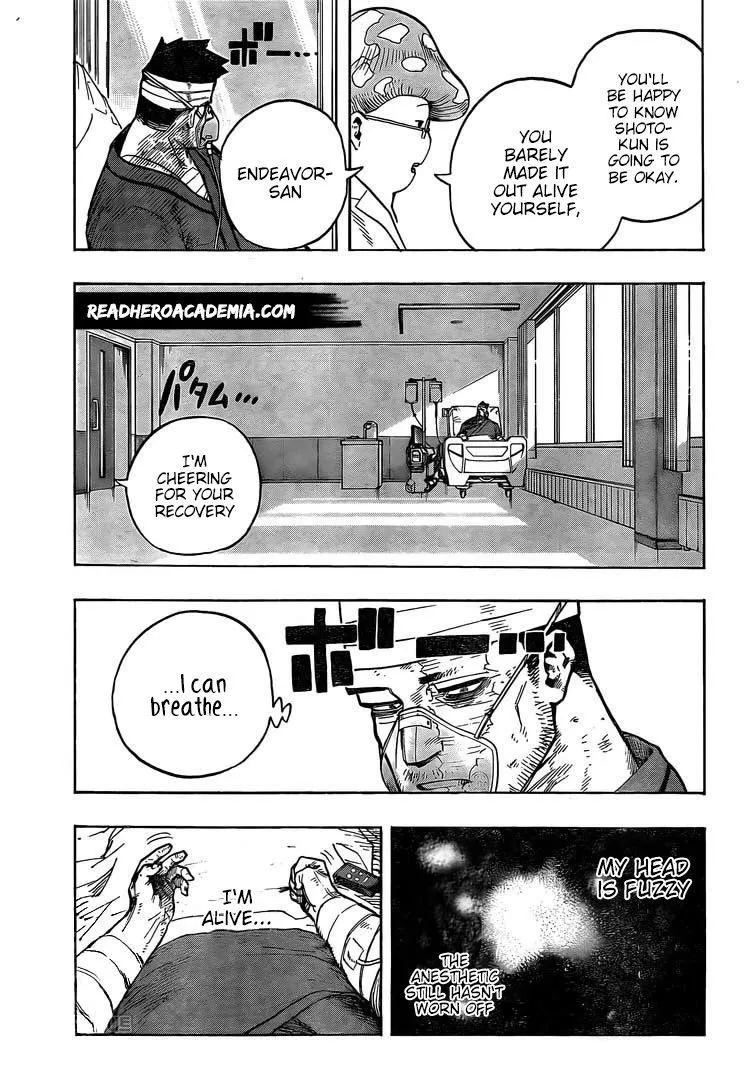 YOU'LL
BE HAPPY
TO KNOW
SHOTO-
KUN IS
GOING TO
BE OKAY.
YOU
BARELY
MADE IT
OUT ALIVE
YOURSELF,
ENDEAVOR-
SAN
ボー…
READHEROACADEMIA.COM
パタム…
I'M
CHEERING
FOR YOUR
RECOVERY
ボー…
...I can
breathe...
MY HEAD
IS FUZZY
THE
ANESTHETIC
STILL HASN'T
WORN OFF
I'M
ALIVE...